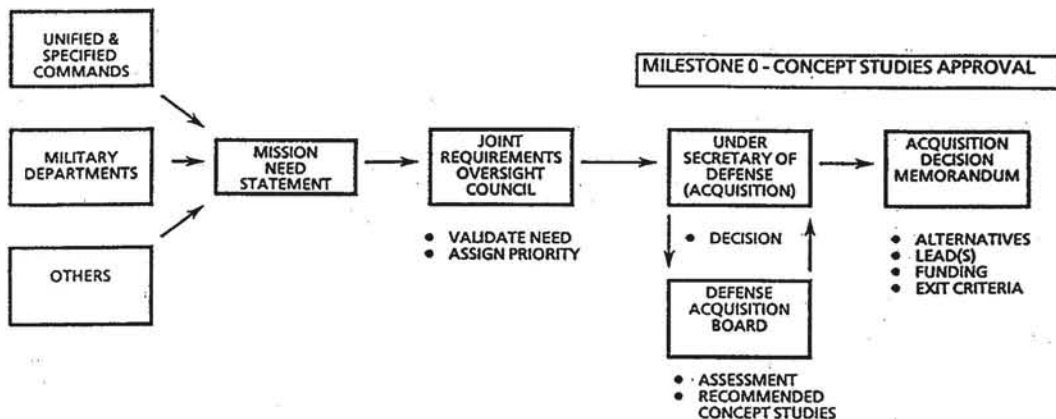 UNIFIED &
SPECIFIED
COMMANDS
MILESTONE 0 - CONCEPT STUDIES APPROVAL
MILITARY
DEPARTMENTS
MISSION
NEED
STATEMENT
JOINT
REQUIREMENTS
OVERSIGHT
COUNCIL
UNDER
SECRETARY OF
DEFENSE
(ACQUISITION)
ACQUISITION
DECISION
MEMORANDUM
• VALIDATE NEED
• ASSIGN PRIORITY
• DECISION
• ALTERNATIVES
• LEAD(S)
• FUNDING
• EXIT CRITERIA
OTHERS
DEFENSE
ACQUISITION
BOARD
• ASSESSMENT
• RECOMMENDED
CONCEPT STUDIES